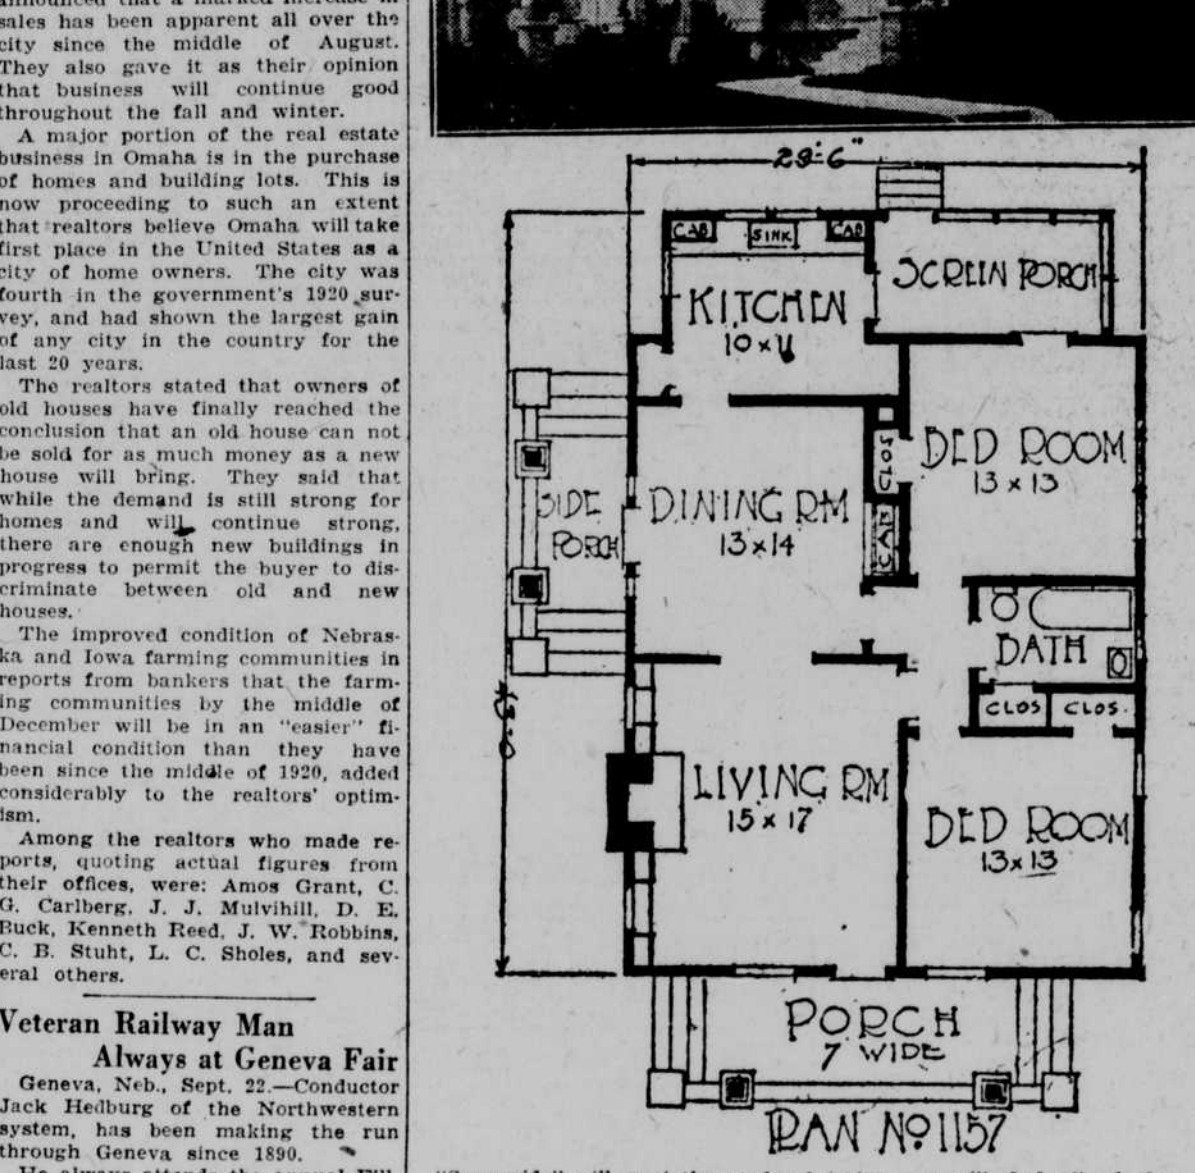 sales has been apparent all over the
city since the middle of August.
They also gave it as their opinion
that business will continue good
throughout the fall and winter.
A major portion of the real estate
business in Omaha is in the purchase
of homes and building lots. This is
now proceeding to such an extent
that realtors believe Omaha will take
first place in the United States as a
city of home owners. The city was
fourth in the government's 1920 sur-
vey, and had shown the largest gain
of any city in the country for the
last 20 years.
The realtors stated that owners of
old houses have finally reached the
conclusion that an old house can not
be sold for as much money as a new
house will bring. They said that
while the demand is still strong for
homes and will continue strong,
there are enough new buildings in
progress to permit the buyer to dis-
criminate between old and new
houses.
The improved condition of Nebras-
ka and Iowa farming communities in
reports from bankers that the farm-
ing communities by the middle of
December will be in an "easier" fi-
nancial condition than they have
been since the middle of 1920, added
considerably to the realtors' optim-
ism.
Among the realtors who made re-
ports, quoting actual figures from
their offices, were: Amos Grant, C.
G. Carlberg, J. J. Mulvihill, D. E.
Buck, Kenneth Reed, J. W. Robbins,
C. B. Stuht, L. C. Sholes, and sev-
eral others.
Veteran Railway Man
Always at Geneva Fair
Geneva, Neb., Sept. 22.—Conductor
Jack Hedburg of the Northwestern
system, has been making the run
through Geneva since 1890.
29'-6"
CAB
SINK
CAB
SCREEN PORCH
KITCHEN
10 x 11
BED ROOM
13 x 13
CLOS
SIDE
PORCH
DINING RM
13 x 14
CAB
BATH
CLOS
CLOS.
LIVING RM
15 x 17
BED ROOM
13 x 13
PORCH
7 WIDE
PLAN No 1157